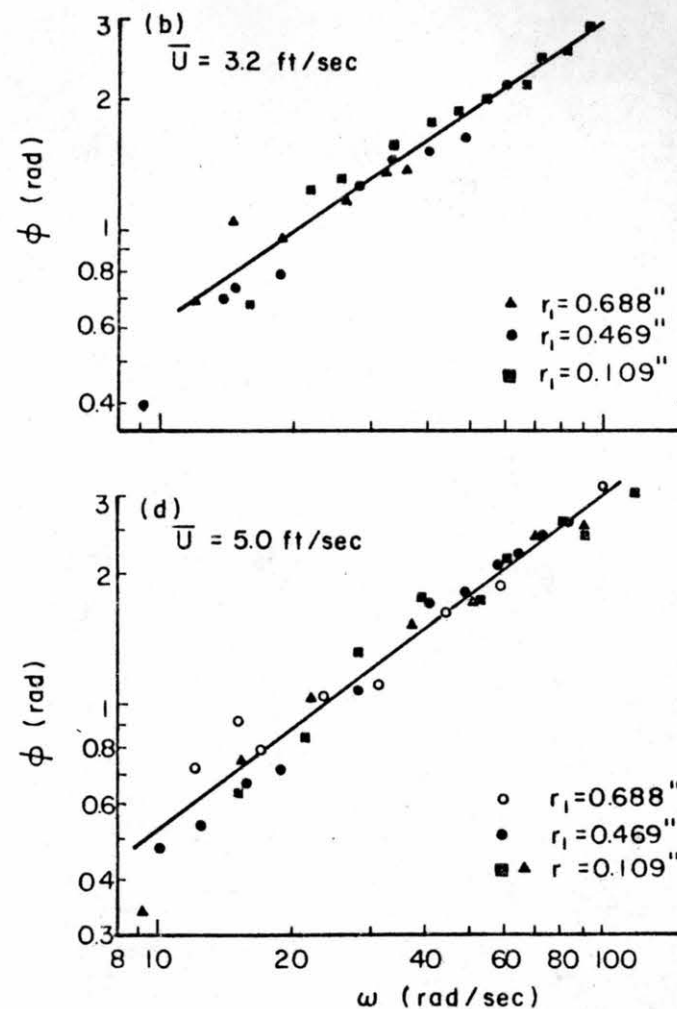 (b)
U̅ = 3.2 ft/sec
3
2
1
0.8
0.6
0.4
ϕ (rad)
▲ r₁=0.688"
● r₁=0.469"
■ r₁=0.109"
(d)
U̅ = 5.0 ft/sec
3
2
1
0.8
0.6
0.4
0.3
ϕ (rad)
○ r₁=0.688"
● r₁=0.469"
■ ▲ r =0.109"
8 10 20 40 60 80 100
ω (rad/sec)